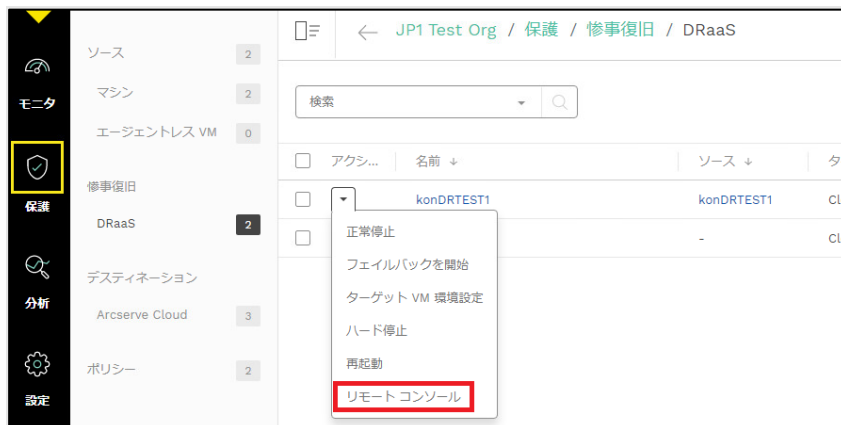 モニタ
保護
分析
設定
ソース 2
マシン 2
エージェントレス VM 0
惨事復旧
DRaaS 2
デスティネーション
Arcserve Cloud 3
ポリシー 2
JP1 Test Org / 保護 / 惨事復旧 / DRaaS
検索
アクシ... 名前 ソース タ
konDRTEST1 konDRTEST1 Cl
- Cl
正常停止
フェイルバックを開始
ターゲット VM 環境設定
ハード停止
再起動
リモート コンソール